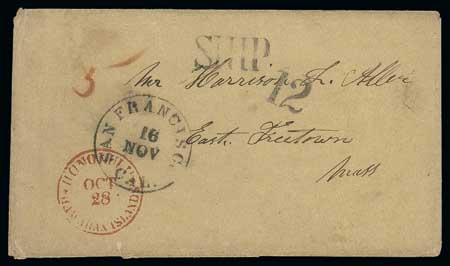 SHIP
5
12
Mr Harrison L. Allen
East Freetown
Mass
SAN FRANCISCO
16
NOV
CAL.
HONOLULU
OCT
28
HAWAIIAN ISLANDS